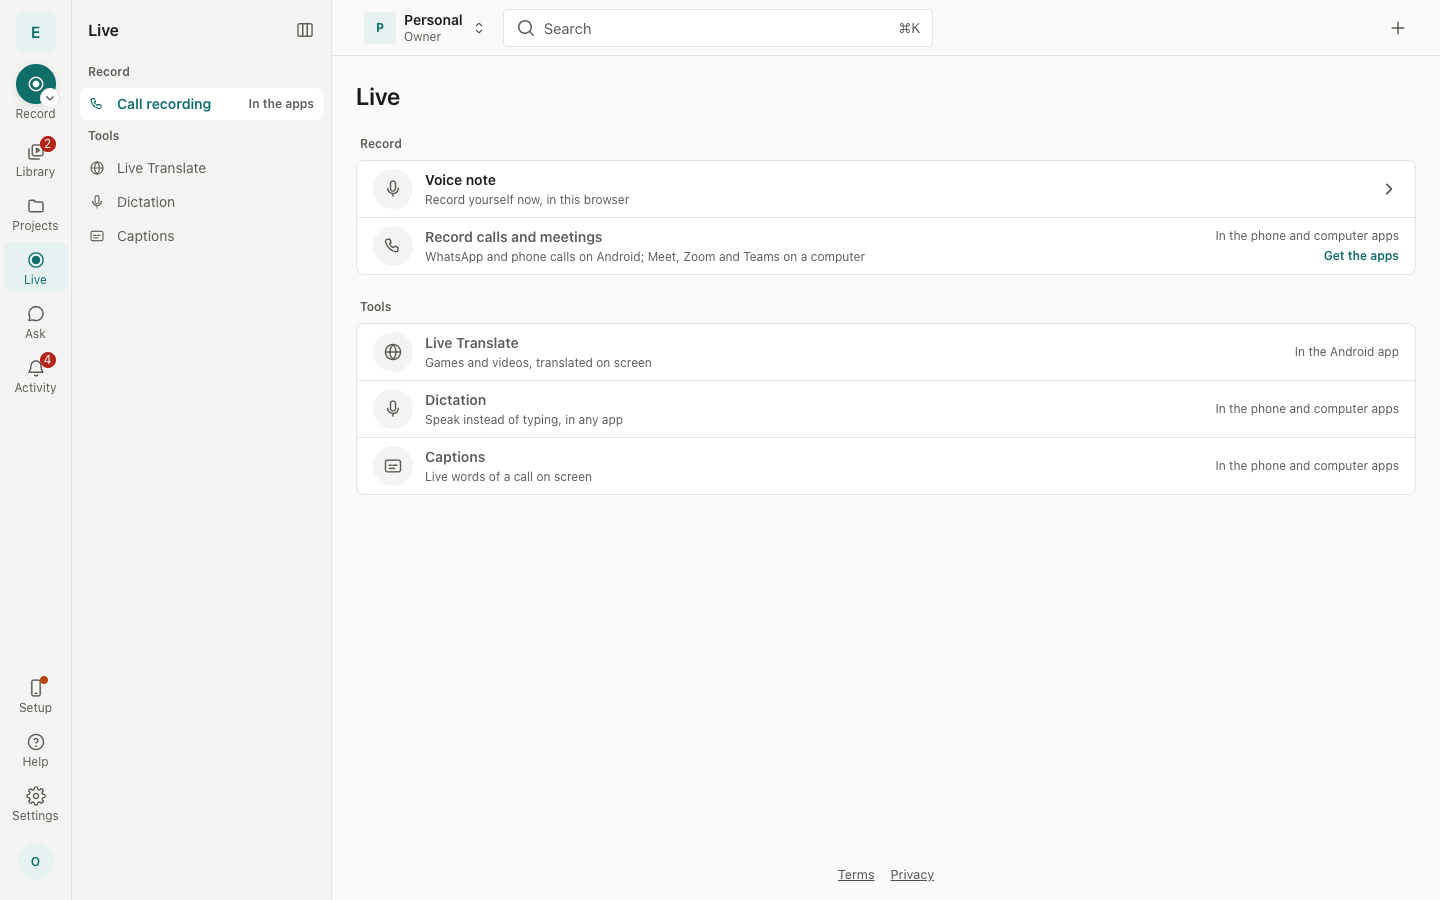 E
Record
2
Library
Projects
Live
Ask
4
Activity
Setup
Help
Settings
O
Live
Record
Call recording In the apps
Tools
Live Translate
Dictation
Captions
P
Personal
Owner
Search ⌘K
Live
Record
Voice note
Record yourself now, in this browser
Record calls and meetings
WhatsApp and phone calls on Android; Meet, Zoom and Teams on a computer
In the phone and computer apps
Get the apps
Tools
Live Translate
Games and videos, translated on screen
In the Android app
Dictation
Speak instead of typing, in any app
In the phone and computer apps
Captions
Live words of a call on screen
In the phone and computer apps
Terms Privacy